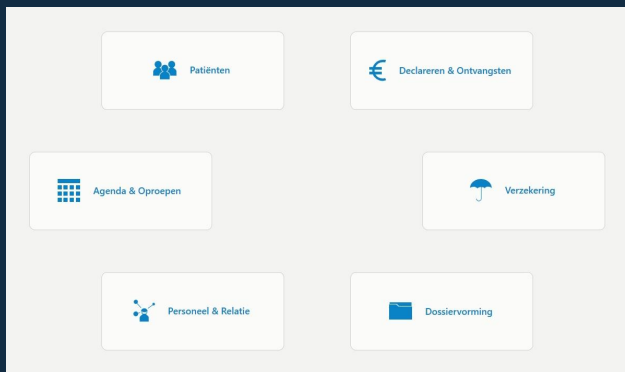 Patiënten
Declareren & Ontvangsten
Agenda & Oproepen
Verzekering
Personeel & Relatie
Dossiervorming